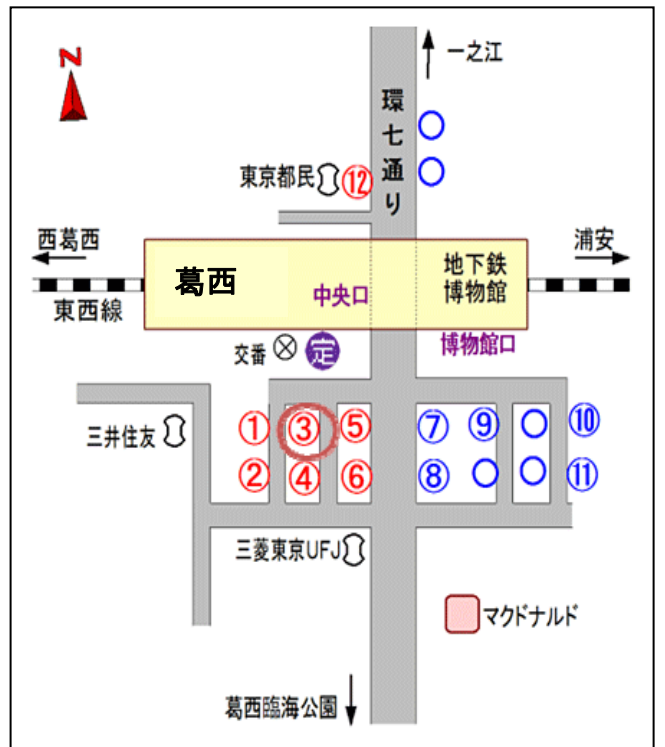 N
一之江
環七通り
東京都民
⑫
西葛西
浦安
葛西
中央口
地下鉄
博物館
東西線
交番
定
博物館口
三井住友
①
③
⑤
⑦
⑨
⑩
②
④
⑥
⑧
⑪
三菱東京UFJ
マクドナルド
葛西臨海公園